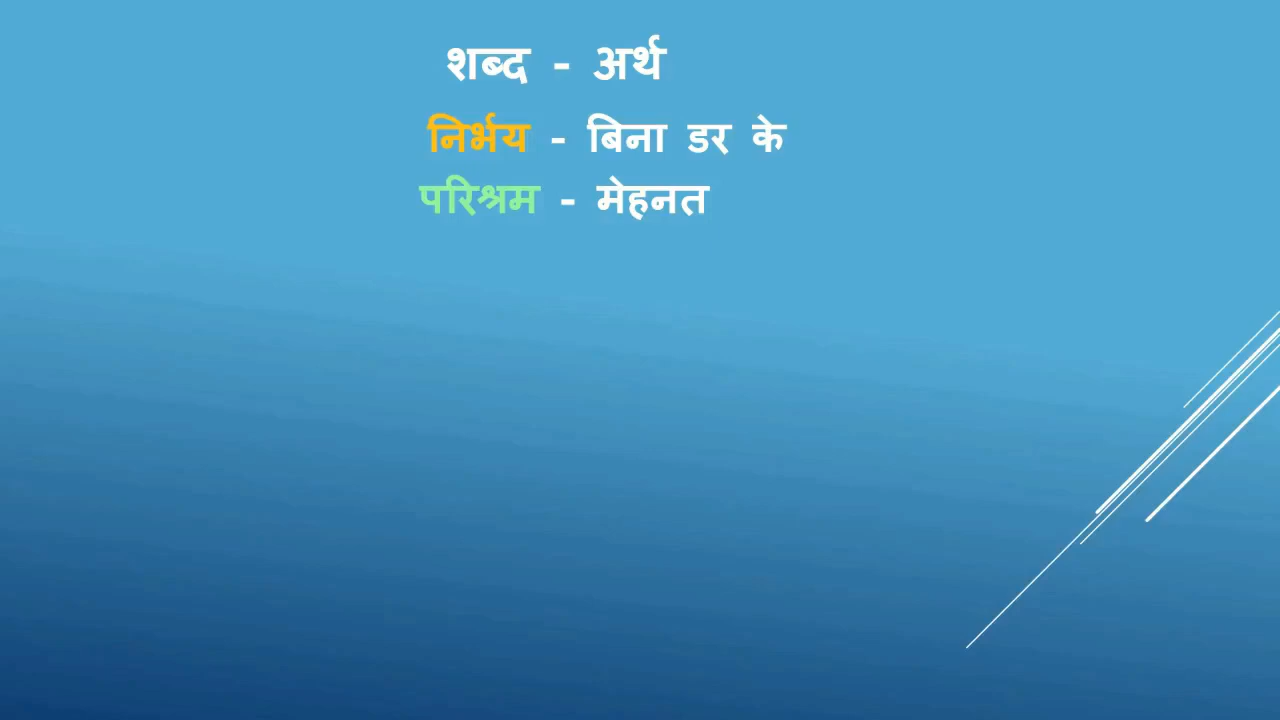 शब्द - अर्थ
निर्भय - बिना डर के
परिश्रम - मेहनत